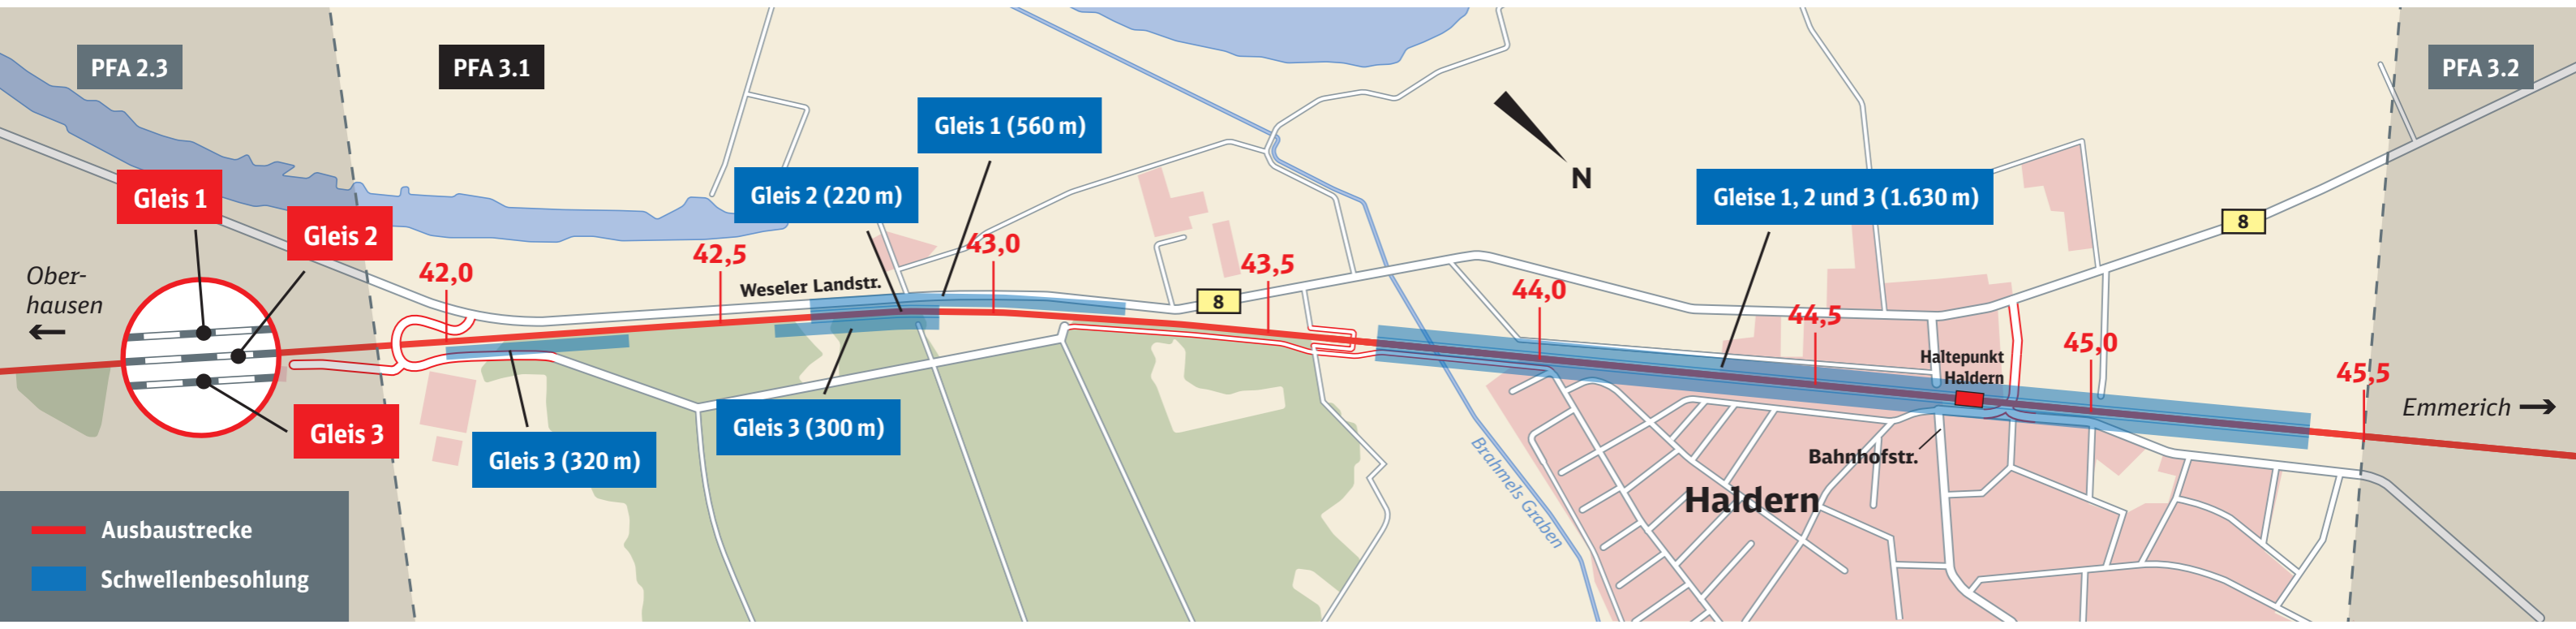 PFA 2.3
PFA 3.1
PFA 3.2
Gleis 1 (560 m)
Gleis 2 (220 m)
Gleise 1, 2 und 3 (1.630 m)
N
Gleis 1
Gleis 2
8
Ober-
hausen
←
42,0
42,5
43,0
43,5
44,0
44,5
45,0
45,5
Weseler Landstr.
8
Haltepunkt
Haldern
Emmerich →
Gleis 3
Gleis 3 (320 m)
Gleis 3 (300 m)
Bahnhofstr.
Brahmels Graben
Haldern
Ausbaustrecke
Schwellenbesohlung